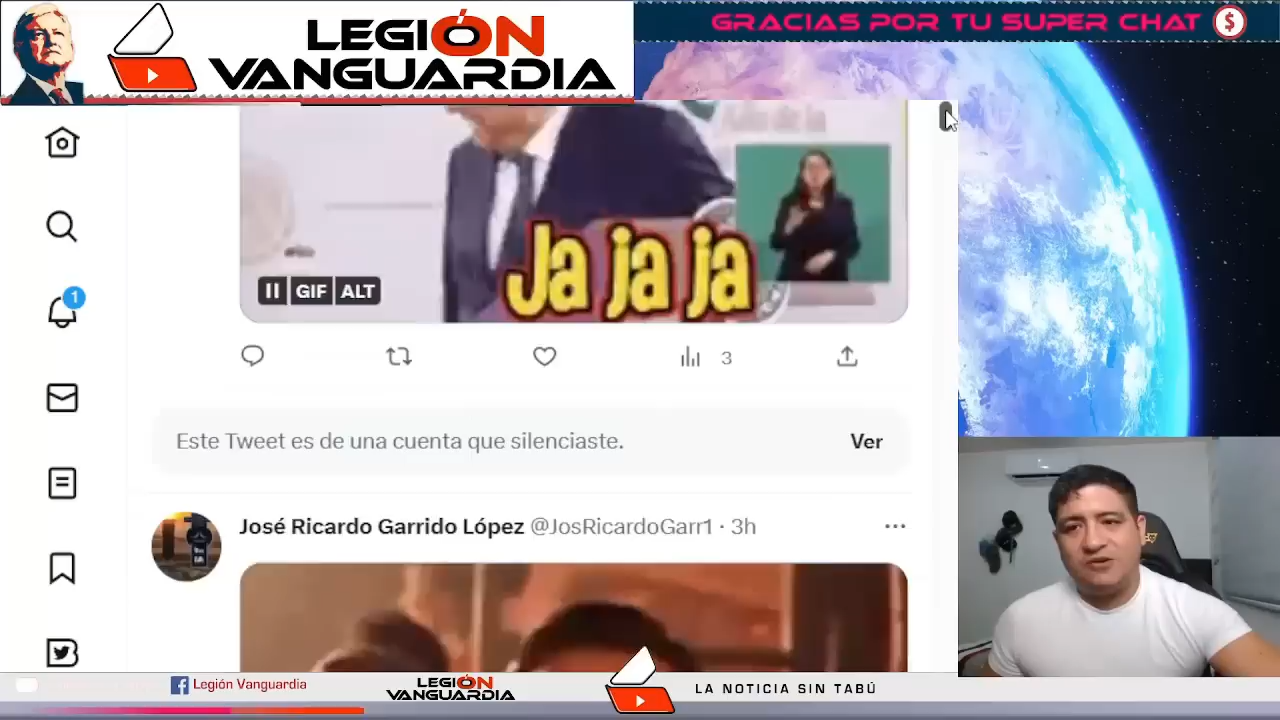 LEGIÓN
VANGUARDIA
GRACIAS POR TU SUPER CHAT
$
Ja ja ja
GIF
ALT
3
1
Este Tweet es de una cuenta que silenciaste.
Ver
José Ricardo Garrido López @JosRicardoGarr1 · 3h
Legión Vanguardia
LEGIÓN
VANGUARDIA
LA NOTICIA SIN TABÚ